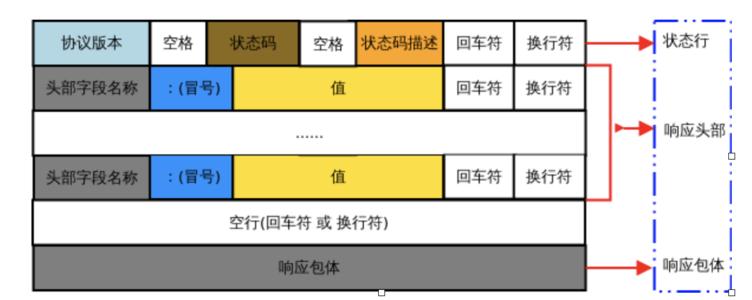 协议版本 空格 状态码 空格 状态码描述 回车符 换行符 状态行
头部字段名称 :(冒号) 值 回车符 换行符
...... 响应头部
头部字段名称 :(冒号) 值 回车符 换行符
空行(回车符 或 换行符)
响应包体 响应包体